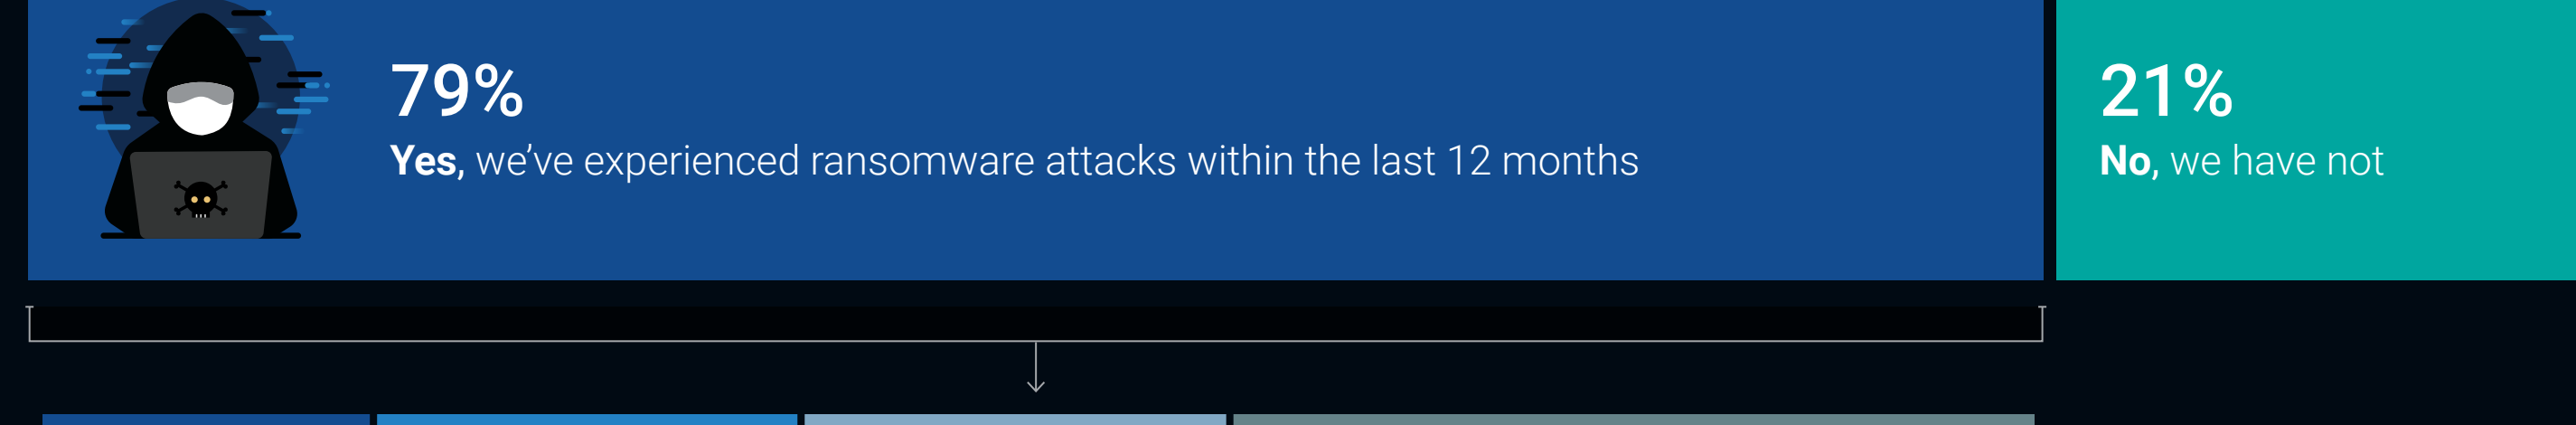 79%
Yes, we’ve experienced ransomware attacks within the last 12 months
21%
No, we have not